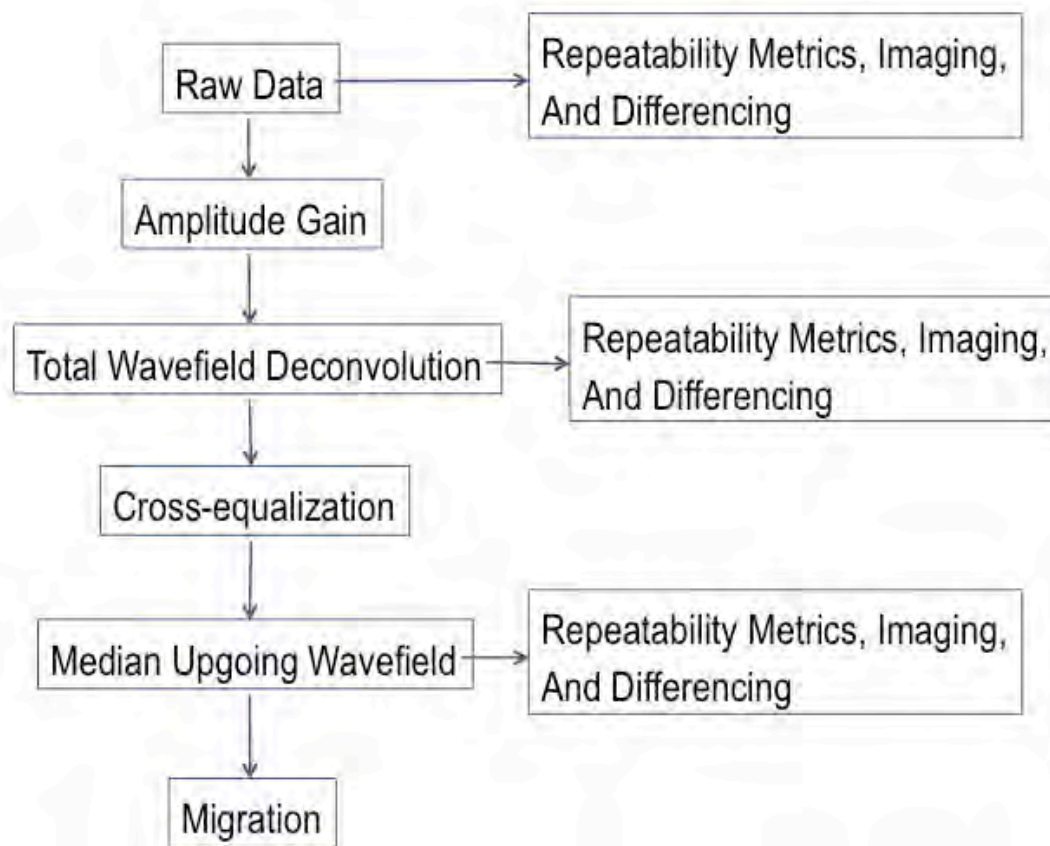 Raw Data
Repeatability Metrics, Imaging,
And Differencing
Amplitude Gain
Total Wavefield Deconvolution
Repeatability Metrics, Imaging,
And Differencing
Cross-equalization
Median Upgoing Wavefield
Repeatability Metrics, Imaging,
And Differencing
Migration